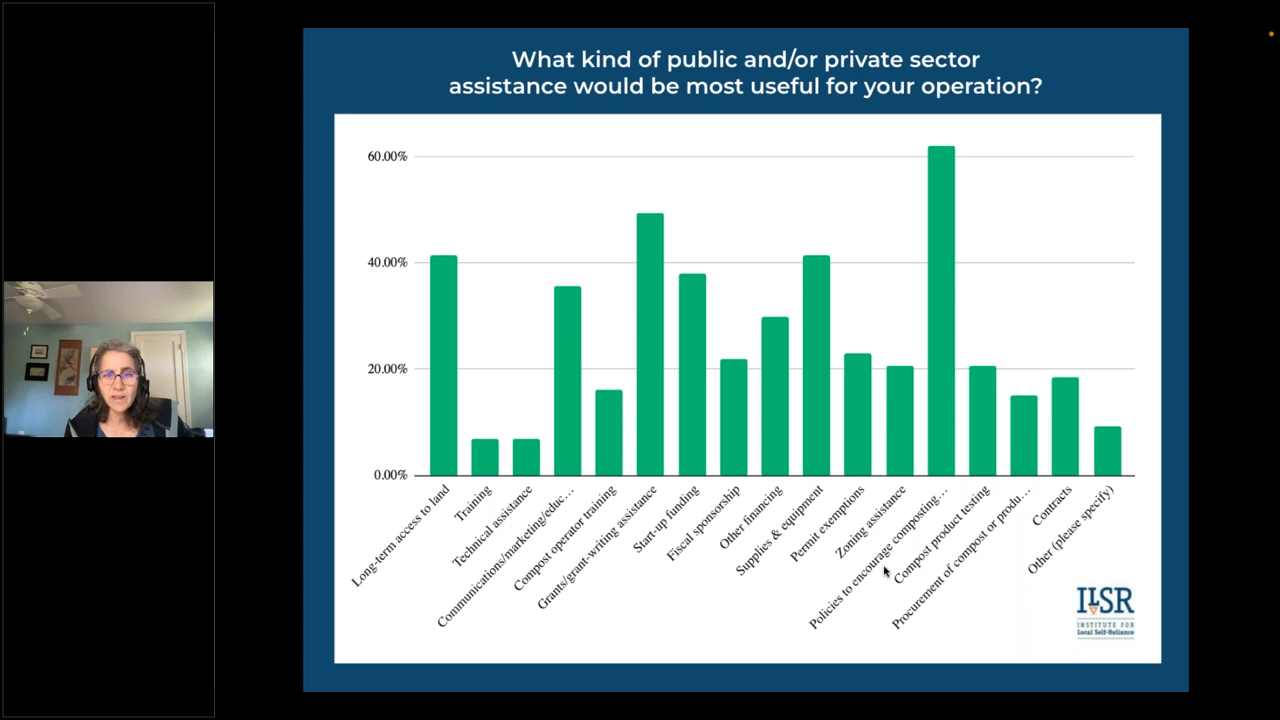 What kind of public and/or private sector
assistance would be most useful for your operation?
60.00%
40.00%
20.00%
0.00%
Long-term access to land
Training
Technical assistance
Communications/marketing/educ…
Compost operator training
Grants/grant-writing assistance
Start-up funding
Fiscal sponsorship
Other financing
Supplies & equipment
Permit exemptions
Zoning assistance
Policies to encourage composting…
Compost product testing
Procurement of compost or produ…
Contracts
Other (please specify)
ILSR
INSTITUTE FOR
Local Self-Reliance